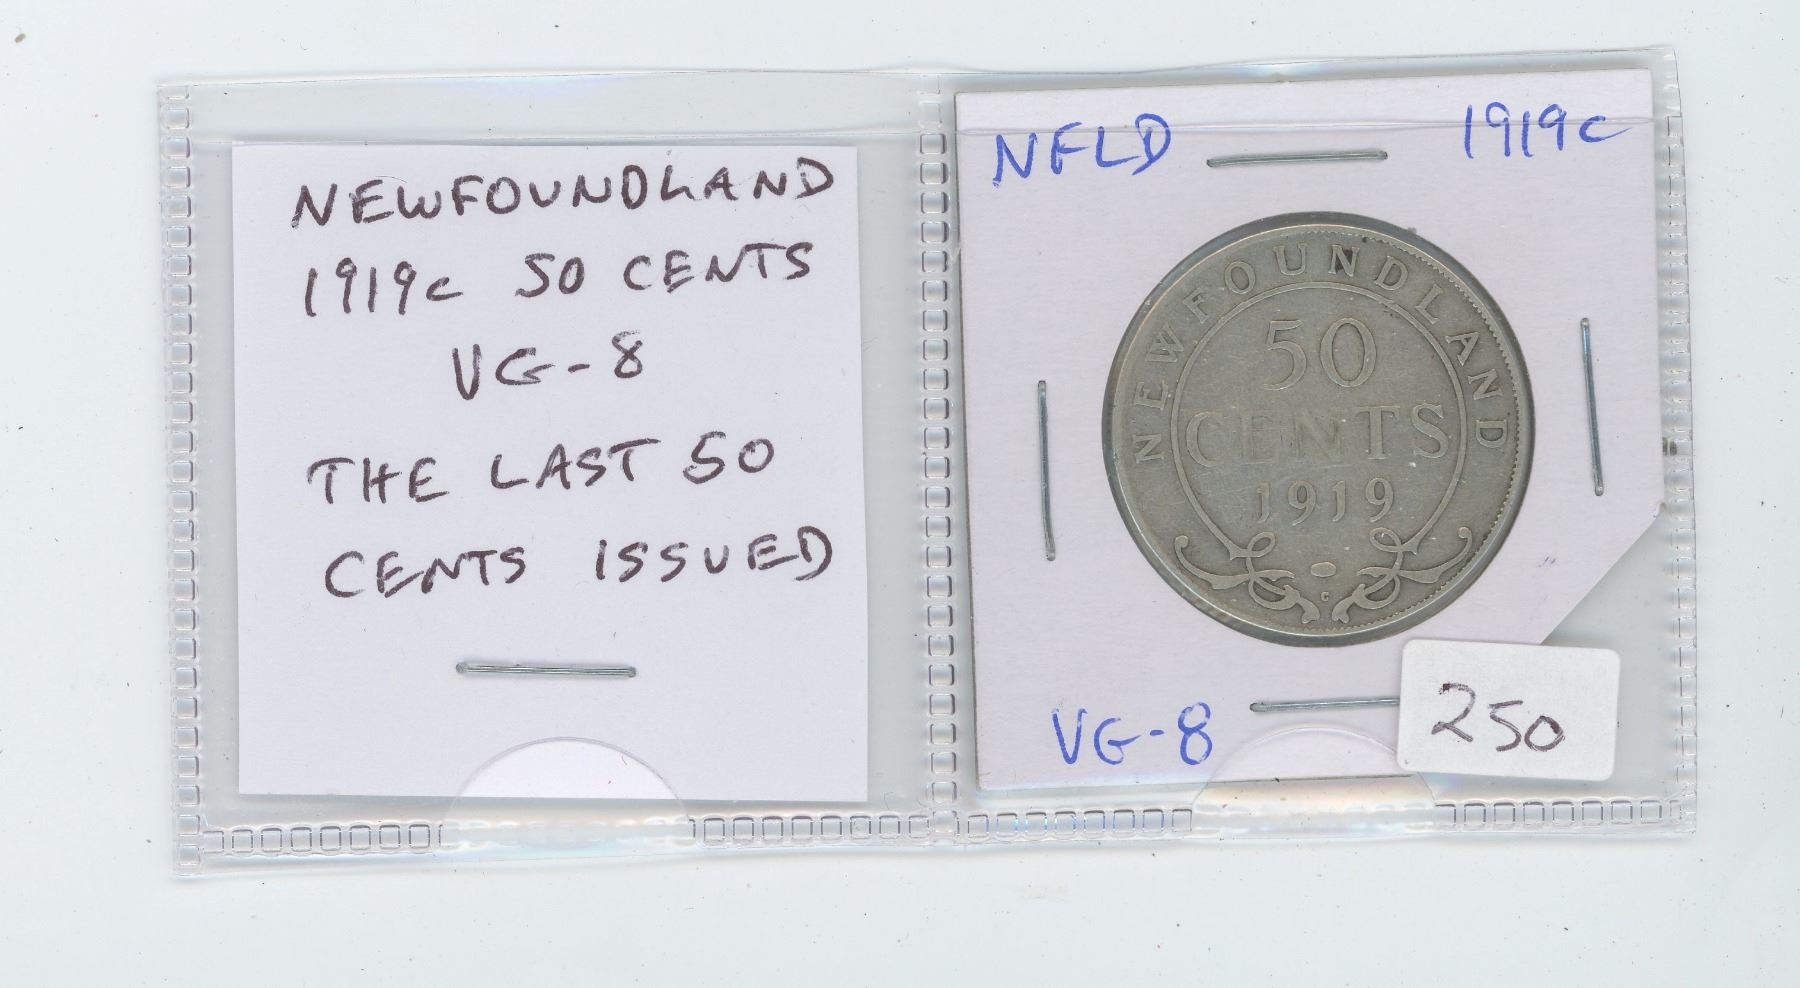 NEWFOUNDLAND
1919c 50 CENTS
VG-8
THE LAST 50
CENTS ISSUED
NFLD 1919c
NEWFOUNDLAND
50
CENTS
1919
C
VG-8
250